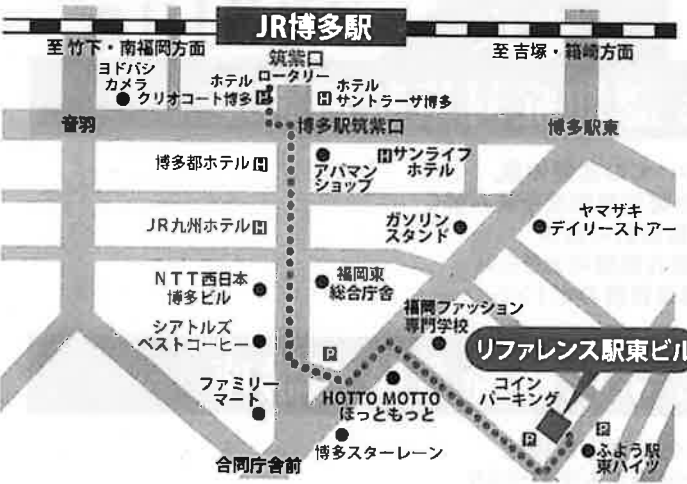 JR博多駅
至 竹下・南福岡方面
至 吉塚・箱崎方面
筑紫口
ロータリー
ヨドバシ
カメラ
ホテル
クリオコート博多
P
H
ホテル
サントラーザ博多
音羽
博多駅筑紫口
博多駅東
博多都ホテル H
アパマン
ショップ
H サンライフ
ホテル
JR九州ホテル H
ガソリン
スタンド
ヤマザキ
デイリーストアー
NTT西日本
博多ビル
福岡東
総合庁舎
福岡ファッション
専門学校
シアトルズ
ベストコーヒー
P
リファレンス駅東ビル
ファミリー
マート
HOTTO MOTTO
ほっともっと
コイン
パーキング
P
P
合同庁舎前
博多スターレーン
ふよう駅
東ハイツ